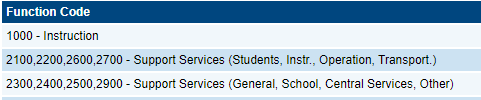 Function Code
1000 - Instruction
2100,2200,2600,2700 - Support Services (Students, Instr., Operation, Transport.)
2300,2400,2500,2900 - Support Services (General, School, Central Services, Other)